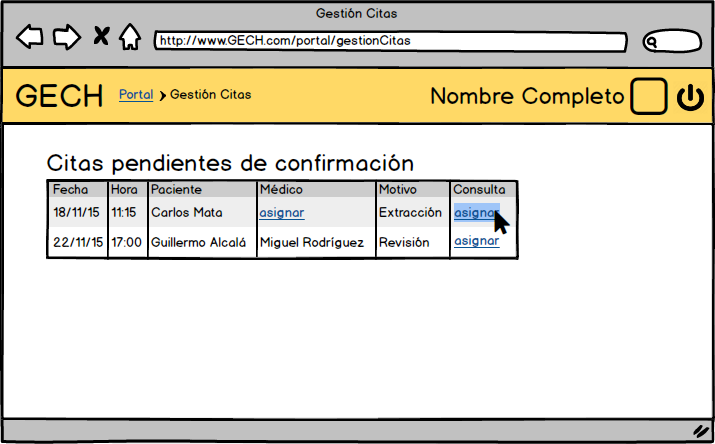 Gestión Citas
http://www.GECH.com/portal/gestionCitas
GECH Portal Gestión Citas Nombre Completo
Citas pendientes de confirmación
Fecha Hora Paciente Médico Motivo Consulta
18/11/15 11:15 Carlos Mata asignar Extracción asignar
22/11/15 17:00 Guillermo Alcalá Miguel Rodríguez Revisión asignar